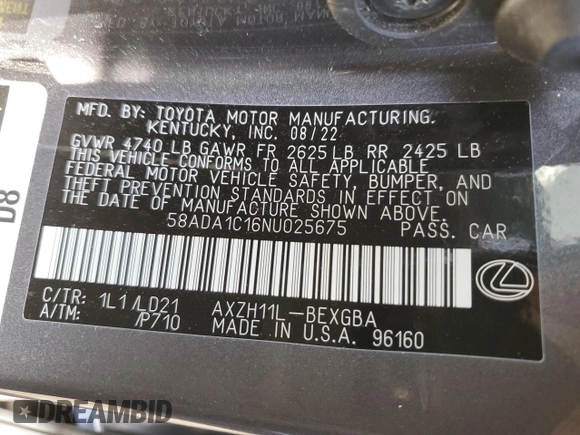 MFD. BY: TOYOTA MOTOR MANUFACTURING.
KENTUCKY, INC. 08/22
GVWR 4740 LB GAWR FR 2625 LB RR 2425 LB
THIS VEHICLE CONFORMS TO ALL APPLICABLE
FEDERAL MOTOR VEHICLE SAFETY, BUMPER, AND
THEFT PREVENTION STANDARDS IN EFFECT ON
THE DATE OF MANUFACTURE SHOWN ABOVE.
58ADA1C16NU025675 PASS. CAR
C/TR: 1L1/LD21 AXZH11L-BEXGBA
A/TM: /P710 MADE IN U.S.A. 96160
DREAMBID